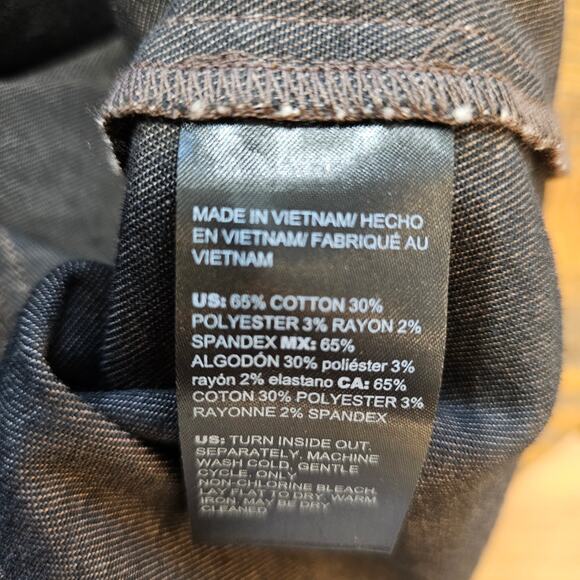 MADE IN VIETNAM/ HECHO
EN VIETNAM/ FABRIQUÉ AU
VIETNAM
US: 65% COTTON 30%
POLYESTER 3% RAYON 2%
SPANDEX MX: 65%
ALGODÓN 30% poliéster 3%
rayón 2% elastano CA: 65%
COTON 30% POLYESTER 3%
RAYONNE 2% SPANDEX
US: TURN INSIDE OUT.
SEPARATELY. MACHINE
WASH COLD, GENTLE
CYCLE, ONLY
NON-CHLORINE BLEACH.
LAY FLAT TO DRY. WARM
IRON. MAY BE DRY
CLEANED